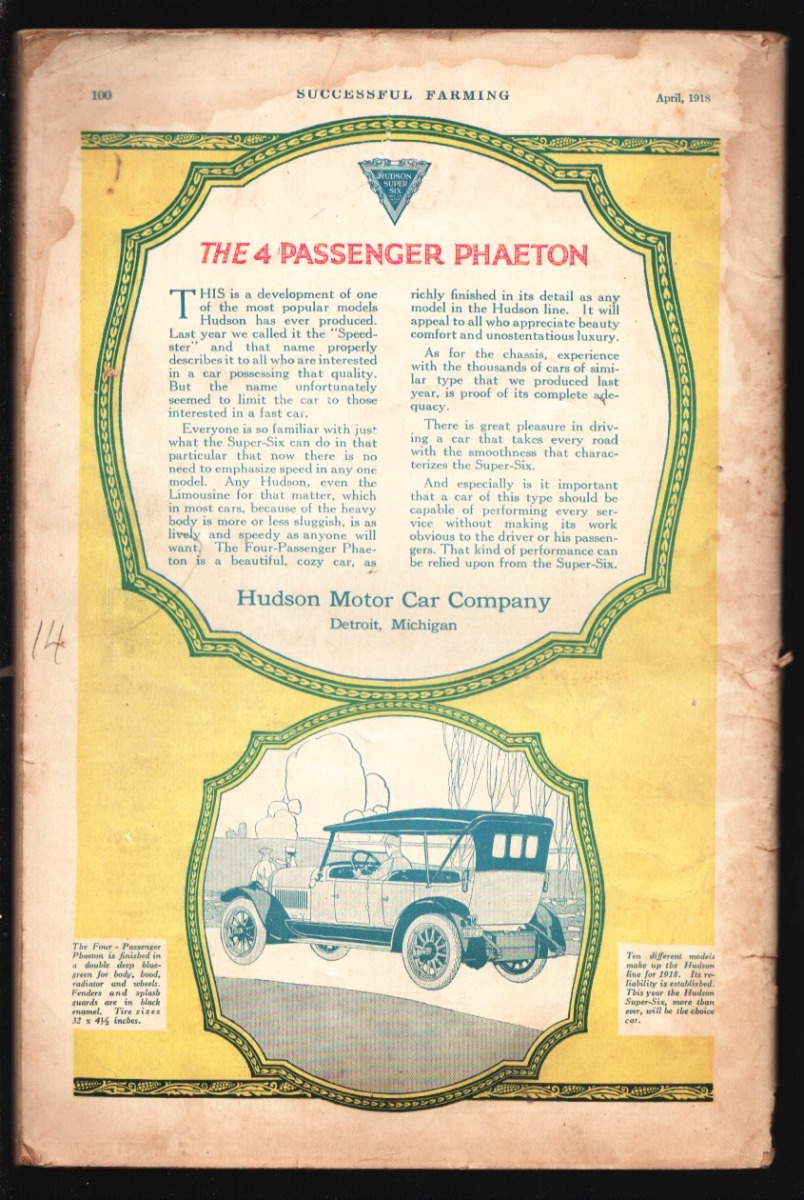 100
SUCCESSFUL FARMING
April, 1918
HUDSON
SUPER
SIX
THE 4 PASSENGER PHAETON
THIS is a development of one
of the most popular models
Hudson has ever produced.
Last year we called it the "Speed-
ster" and that name properly
describes it to all who are interested
in a car possessing that quality.
But the name unfortunately
seemed to limit the car to those
interested in a fast car.
Everyone is so familiar with just
what the Super-Six can do in that
particular that now there is no
need to emphasize speed in any one
model. Any Hudson, even the
Limousine for that matter, which
in most cars, because of the heavy
body is more or less sluggish, is as
lively and speedy as anyone will
want. The Four-Passenger Phae-
ton is a beautiful, cozy car, as
richly finished in its detail as any
model in the Hudson line. It will
appeal to all who appreciate beauty
comfort and unostentatious luxury.
As for the chassis, experience
with the thousands of cars of simi-
lar type that we produced last
year, is proof of its complete ade-
quacy.
There is great pleasure in driv-
ing a car that takes every road
with the smoothness that charac-
terizes the Super-Six.
And especially is it important
that a car of this type should be
capable of performing every ser-
vice without making its work
obvious to the driver or his passen-
gers. That kind of performance can
be relied upon from the Super-Six.
Hudson Motor Car Company
Detroit, Michigan
14
The Four-Passenger
Phaeton is finished in
a double deep blue-
green for body, hood,
radiator and wheels.
Fenders and splash
guards are in black
enamel. Tire sizes
32 x 4½ inches.
Ten different models
make up the Hudson
line for 1918. Its re-
liability is established.
This year the Hudson
Super-Six, more than
ever, will be the choice
car.